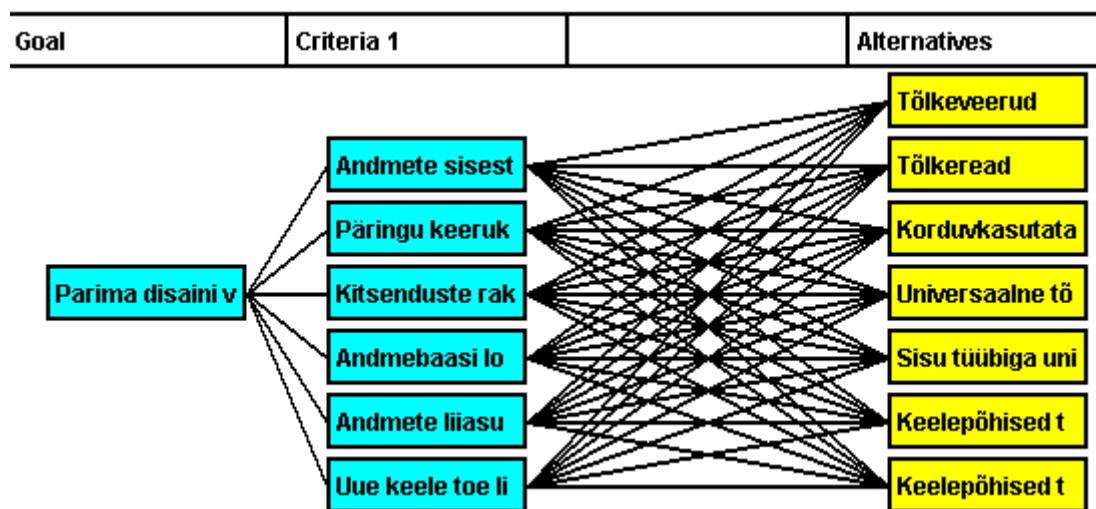 Goal
Criteria 1
Alternatives
Tõlkeveerud
Andmete sisest
Tõlkeread
Päringu keeruk
Korduvkasutata
Parima disaini v
Kitsenduste rak
Universaalne tõ
Andmebaasi lo
Sisu tüübiga uni
Andmete liiasu
Keelepõhised t
Uue keele toe li
Keelepõhised t